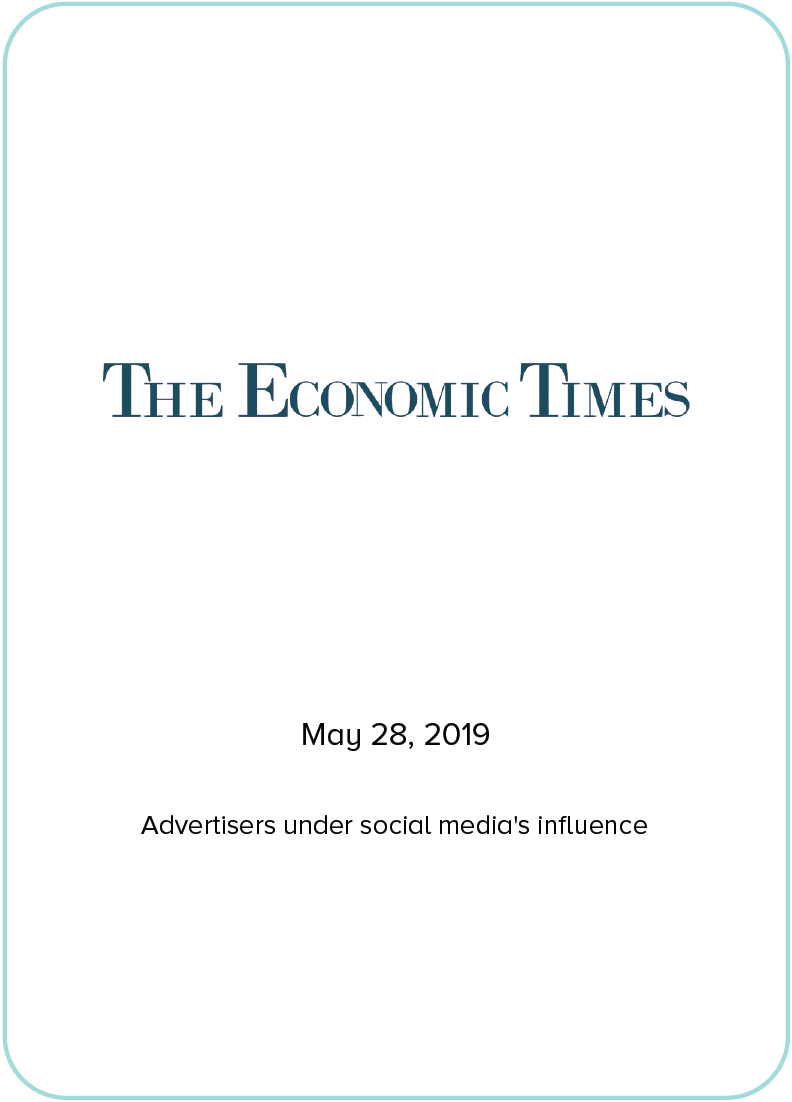 THE ECONOMIC TIMES
May 28, 2019
Advertisers under social media's influence